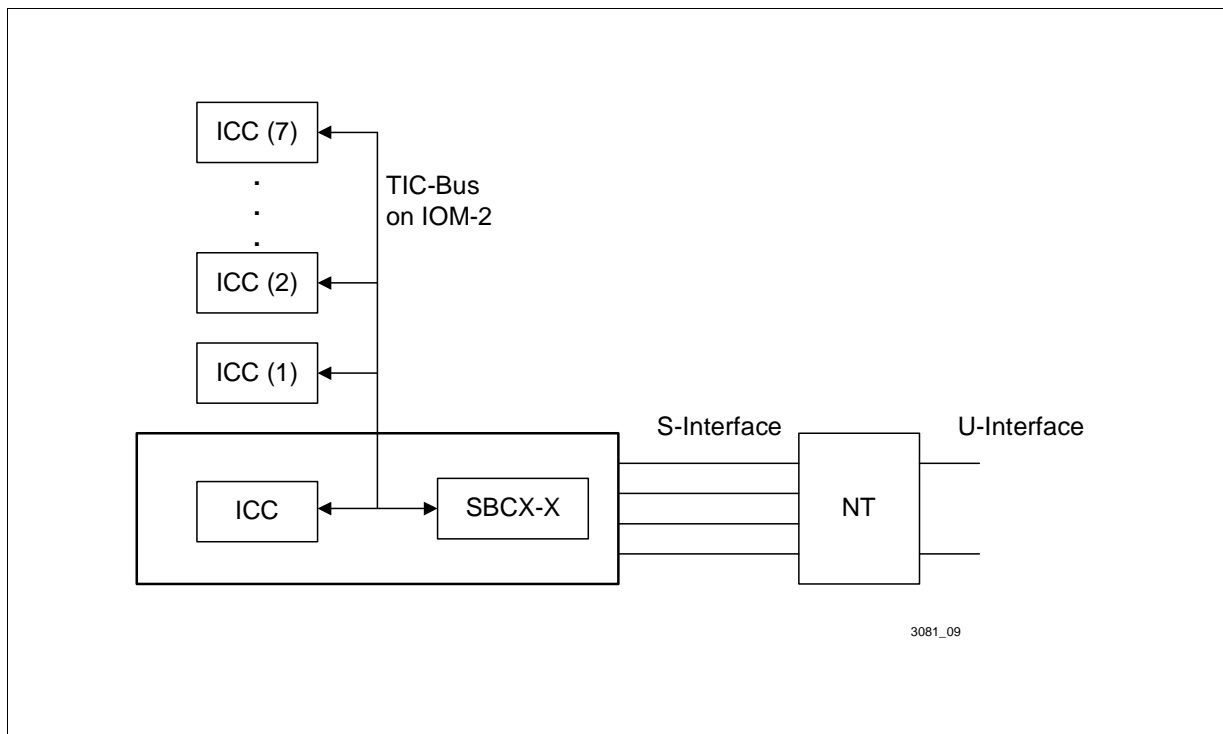 ICC (7)
TIC-Bus
on IOM-2
ICC (2)
ICC (1)
S-Interface
U-Interface
ICC
SBCX-X
NT
3081_09